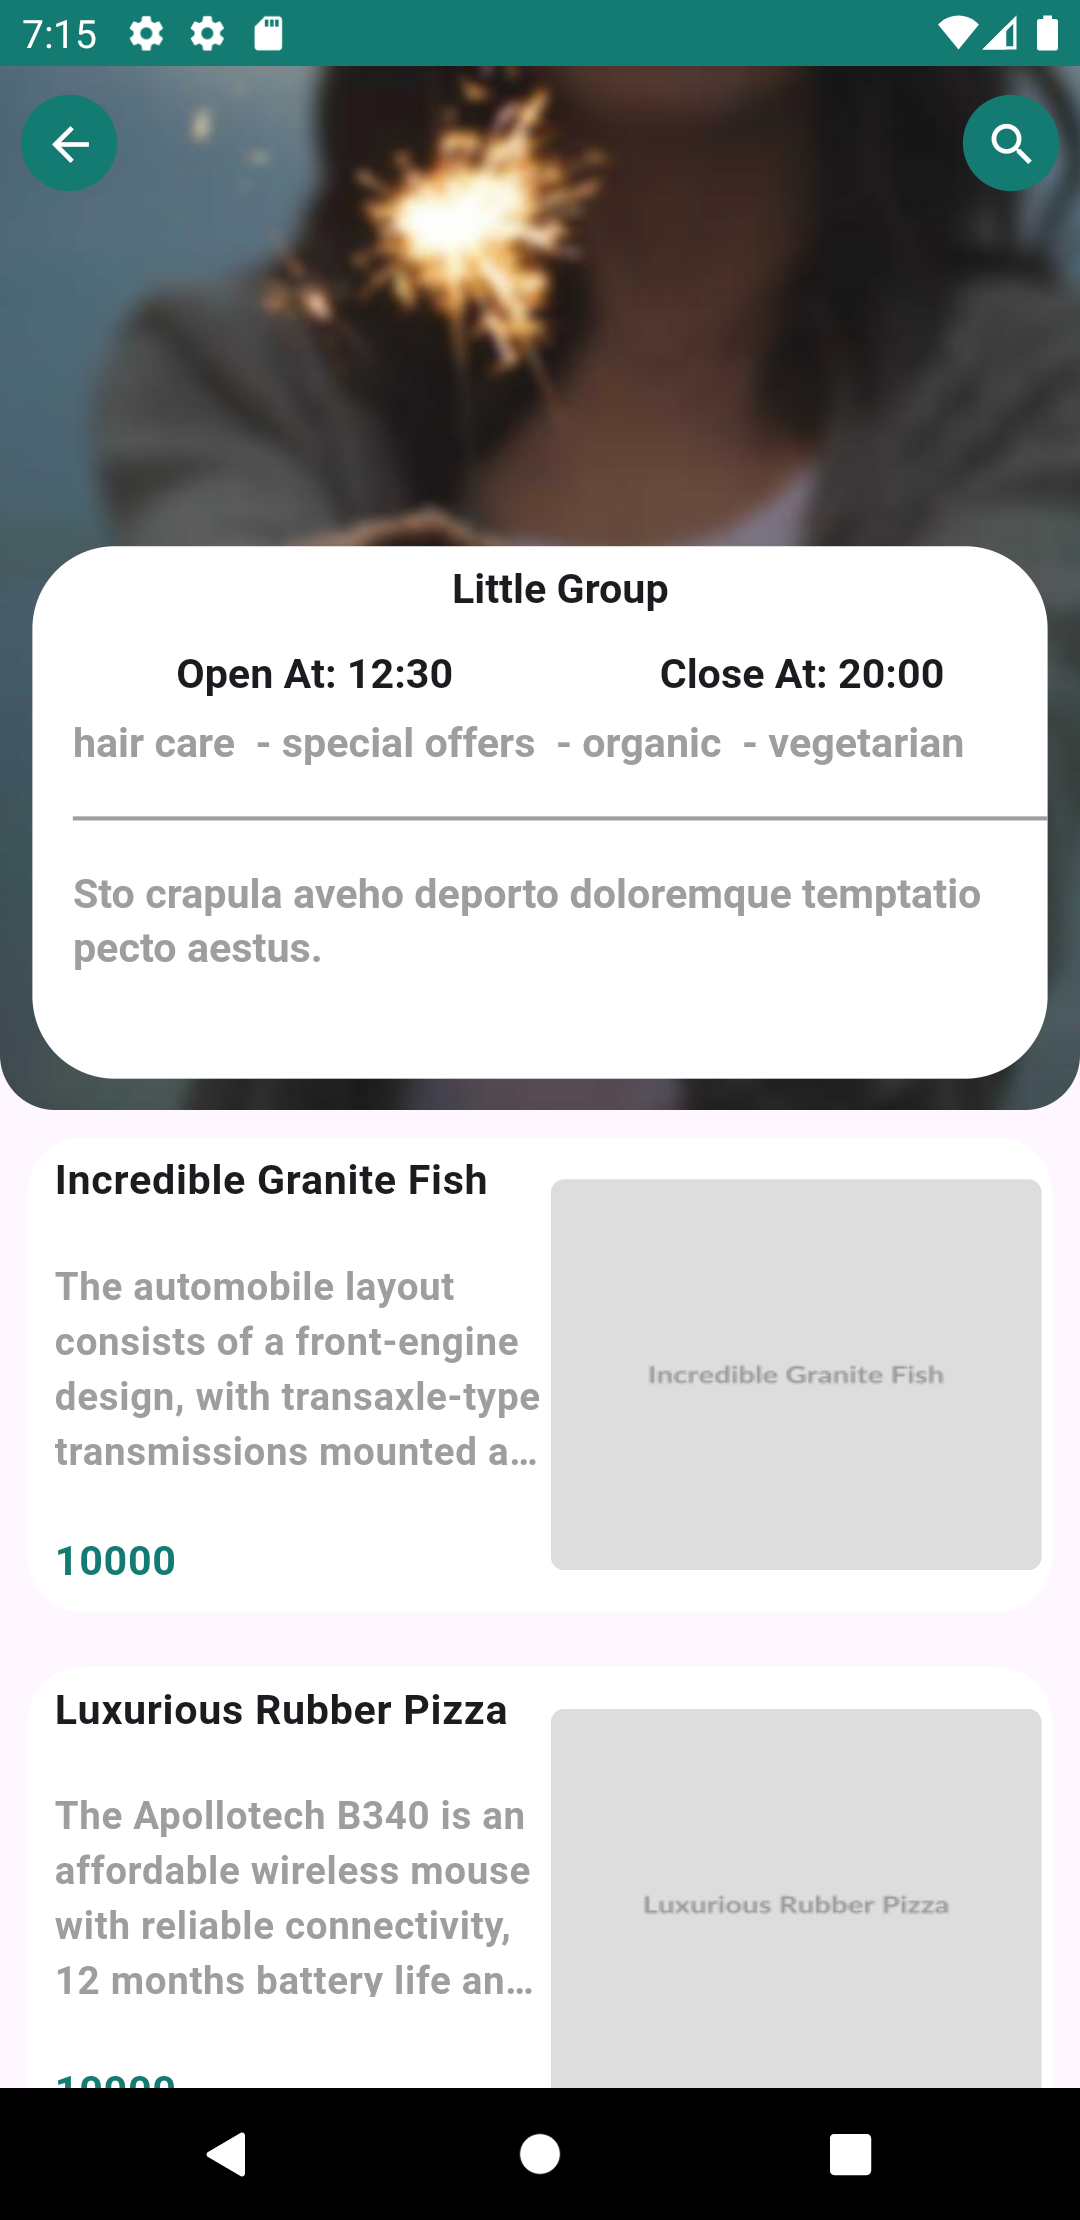 7:15
Little Group
Open At: 12:30 Close At: 20:00
hair care - special offers - organic - vegetarian
Sto crapula aveho deporto doloremque temptatio
pecto aestus.
Incredible Granite Fish
The automobile layout
consists of a front-engine
design, with transaxle-type
transmissions mounted a...
10000
Incredible Granite Fish
Luxurious Rubber Pizza
The Apollotech B340 is an
affordable wireless mouse
with reliable connectivity,
12 months battery life an...
10000
Luxurious Rubber Pizza